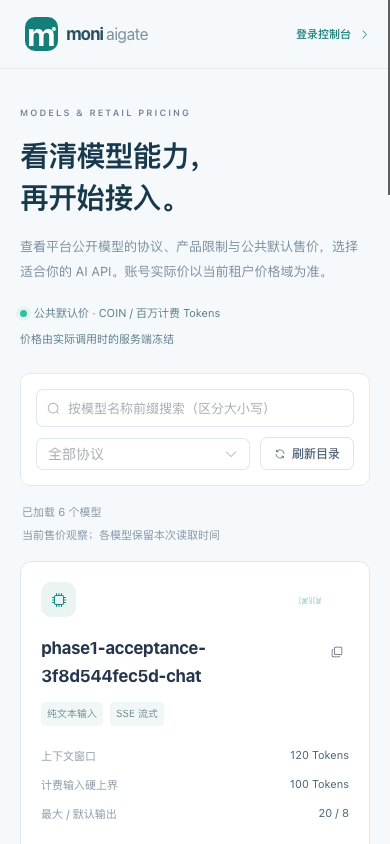 moni aigate
登录控制台
MODELS & RETAIL PRICING
看清模型能力，
再开始接入。
查看平台公开模型的协议、产品限制与公共默认售价，选择
适合你的 AI API。账号实际价以当前租户价格域为准。
公共默认价 · COIN / 百万计费 Tokens
价格由实际调用时的服务端冻结
按模型名称前缀搜索（区分大小写）
全部协议
刷新目录
已加载 6 个模型
当前售价观察；各模型保留本次读取时间
phase1-acceptance-
3f8d544fec5d-chat
纯文本输入 SSE 流式
上下文窗口 120 Tokens
计费输入硬上界 100 Tokens
最大 / 默认输出 20 / 8